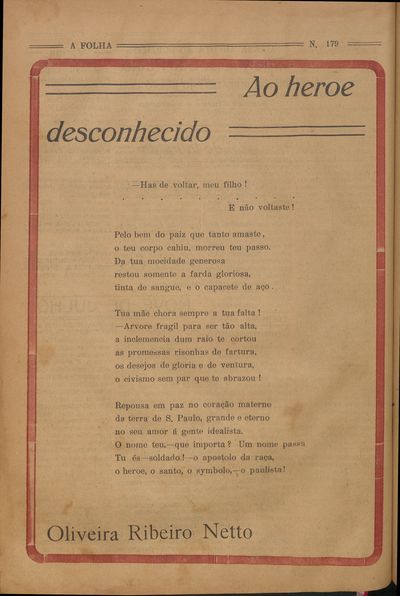 A FOLHA N. 179
Ao heroe
desconhecido
—Has de voltar, meu filho !
. . . . . . . . . .
E não voltaste !
Pelo bem do paiz que tanto amaste,
o teu corpo cahiu, morreu teu passo.
Da tua mocidade generosa
restou somente a farda gloriosa,
tinta de sangue, e o capacete de aço.
Tua mãe chora sempre a tua falta !
—Arvore fragil para ser tão alta,
a inclemencia dum raio te cortou
as promessas risonhas de fartura,
os desejos de gloria e de ventura,
o civismo sem par que te abrazou !
Repousa em paz no coração materno
da terra de S. Paulo, grande e eterno
no seu amor á gente idealista.
O nome teu,—que importa ? Um nome passa
Tu és—soldado !—o apostolo da raça,
o heroe, o santo, o symbolo,—o paulista!
Oliveira Ribeiro Netto